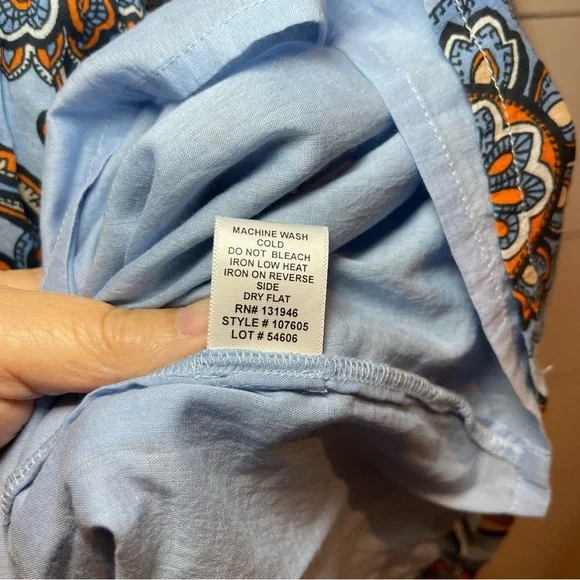 MACHINE WASH
COLD
DO NOT BLEACH
IRON LOW HEAT
IRON ON REVERSE
SIDE
DRY FLAT
RN# 131946
STYLE # 107605
LOT # 54606